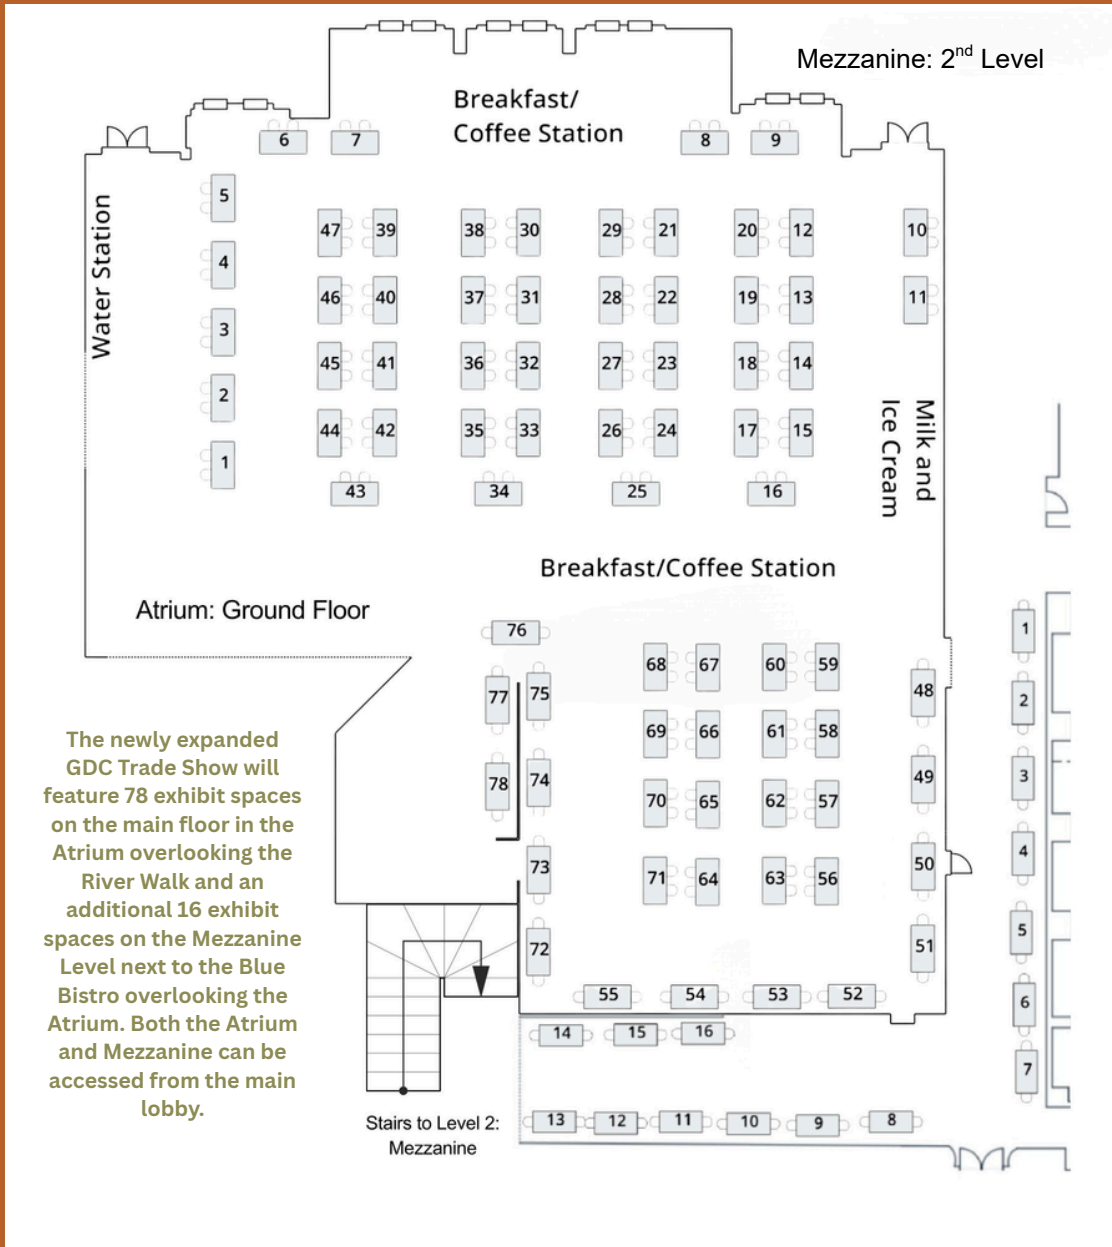 Mezzanine: 2nd Level
Breakfast/
Coffee Station
6 7 8 9
Water Station
5
4
3
2
1
47 39 38 30 29 21 20 12 10
46 40 37 31 28 22 19 13 11
45 41 36 32 27 23 18 14
44 42 35 33 26 24 17 15
43 34 25 16
Milk and
Ice Cream
Breakfast/Coffee Station
Atrium: Ground Floor
76
77 75 68 67 60 59 48
69 66 61 58
78 74 70 65 62 57 49
73 71 64 63 56 50
72 51
55 54 53 52
14 15 16
13 12 11 10 9 8
1
2
3
4
5
6
7
The newly expanded
GDC Trade Show will
feature 78 exhibit spaces
on the main floor in the
Atrium overlooking the
River Walk and an
additional 16 exhibit
spaces on the Mezzanine
Level next to the Blue
Bistro overlooking the
Atrium. Both the Atrium
and Mezzanine can be
accessed from the main
lobby.
Stairs to Level 2:
Mezzanine